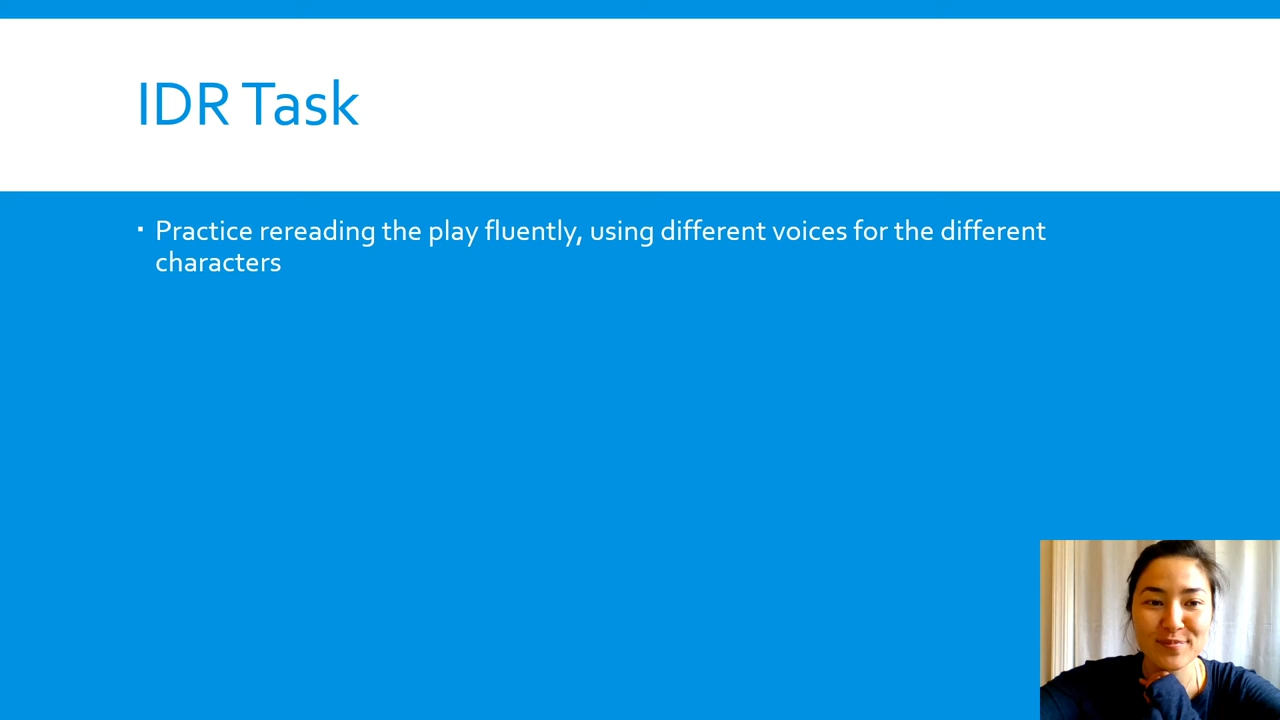 IDR Task
▪ Practice rereading the play fluently, using different voices for the different
characters